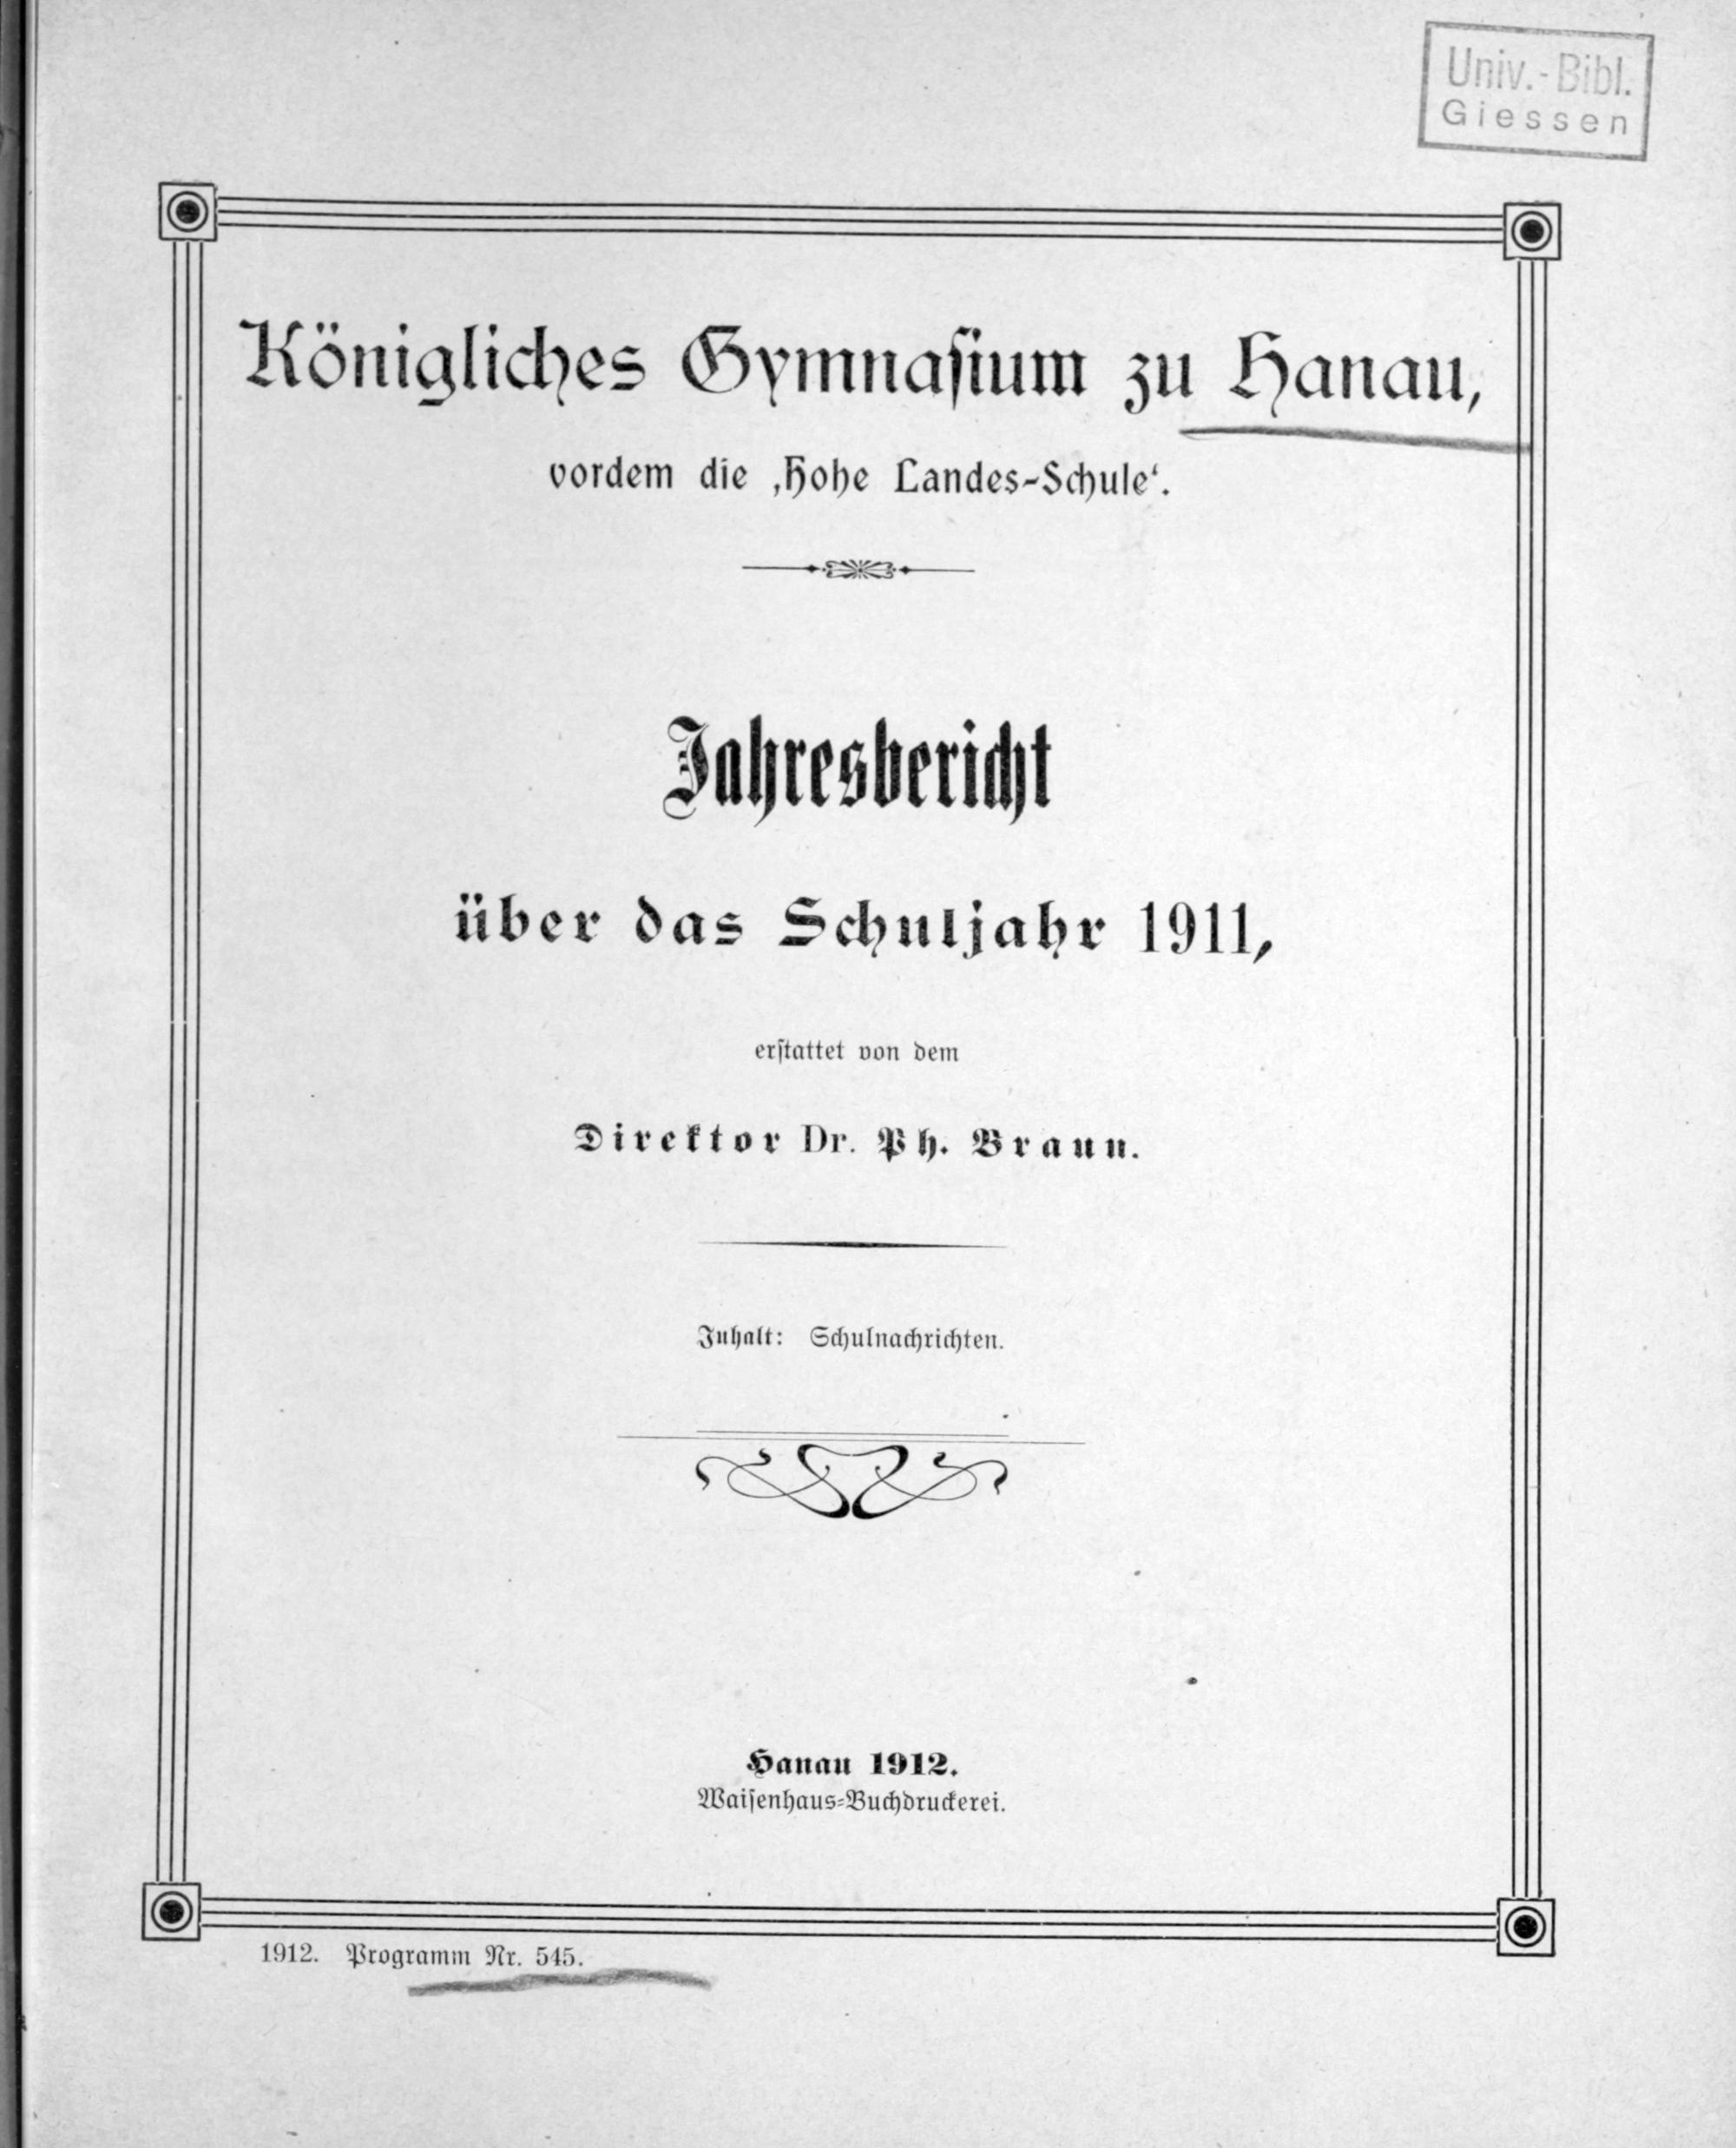 Univ.-Bibl.
Giessen
Königliches Gymnaſium zu Hanau,
vordem die ‚Hohe Landes-Schule‘.
Jahresbericht
über das Schuljahr 1911,
erſtattet von dem
Direktor Dr. Ph. Braun.
Inhalt: Schulnachrichten.
Hanau 1912.
Waiſenhaus-Buchdruckerei.
1912. Programm Nr. 545.